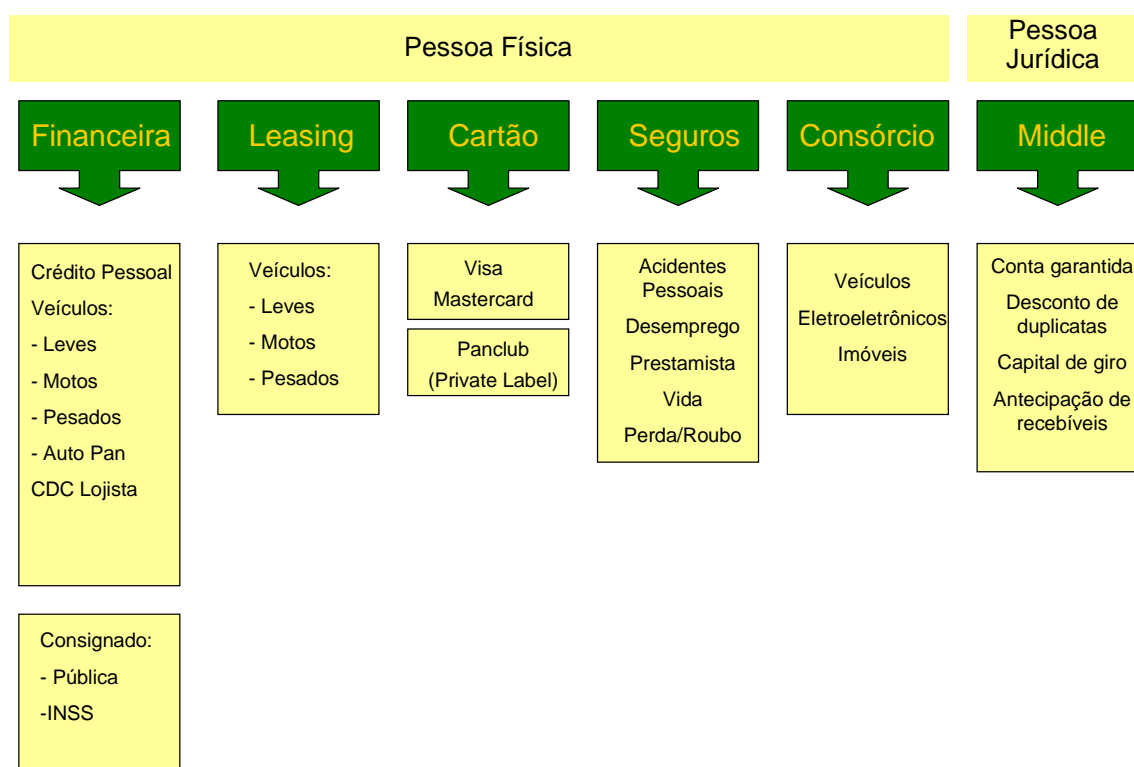 Pessoa Física
Pessoa
Jurídica
Financeira
Leasing
Cartão
Seguros
Consórcio
Middle
Crédito Pessoal
Veículos:
- Leves
- Motos
- Pesados
- Auto Pan
CDC Lojista
Consignado:
- Pública
-INSS
Veículos:
- Leves
- Motos
- Pesados
Visa
Mastercard
Panclub
(Private Label)
Acidentes
Pessoais
Desemprego
Prestamista
Vida
Perda/Roubo
Veículos
Eletroeletrônicos
Imóveis
Conta garantida
Desconto de
duplicatas
Capital de giro
Antecipação de
recebíveis